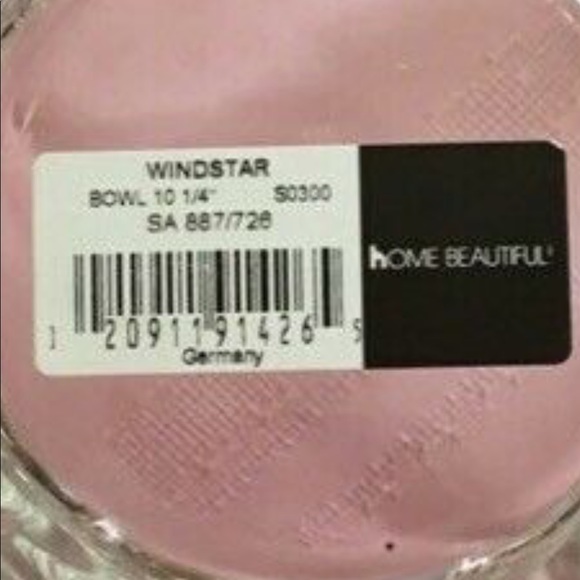 WINDSTAR
BOWL 10 1/4" S0300
SA 887/726
1 20911 91426 5
Germany
hOME BEAUTIFUL